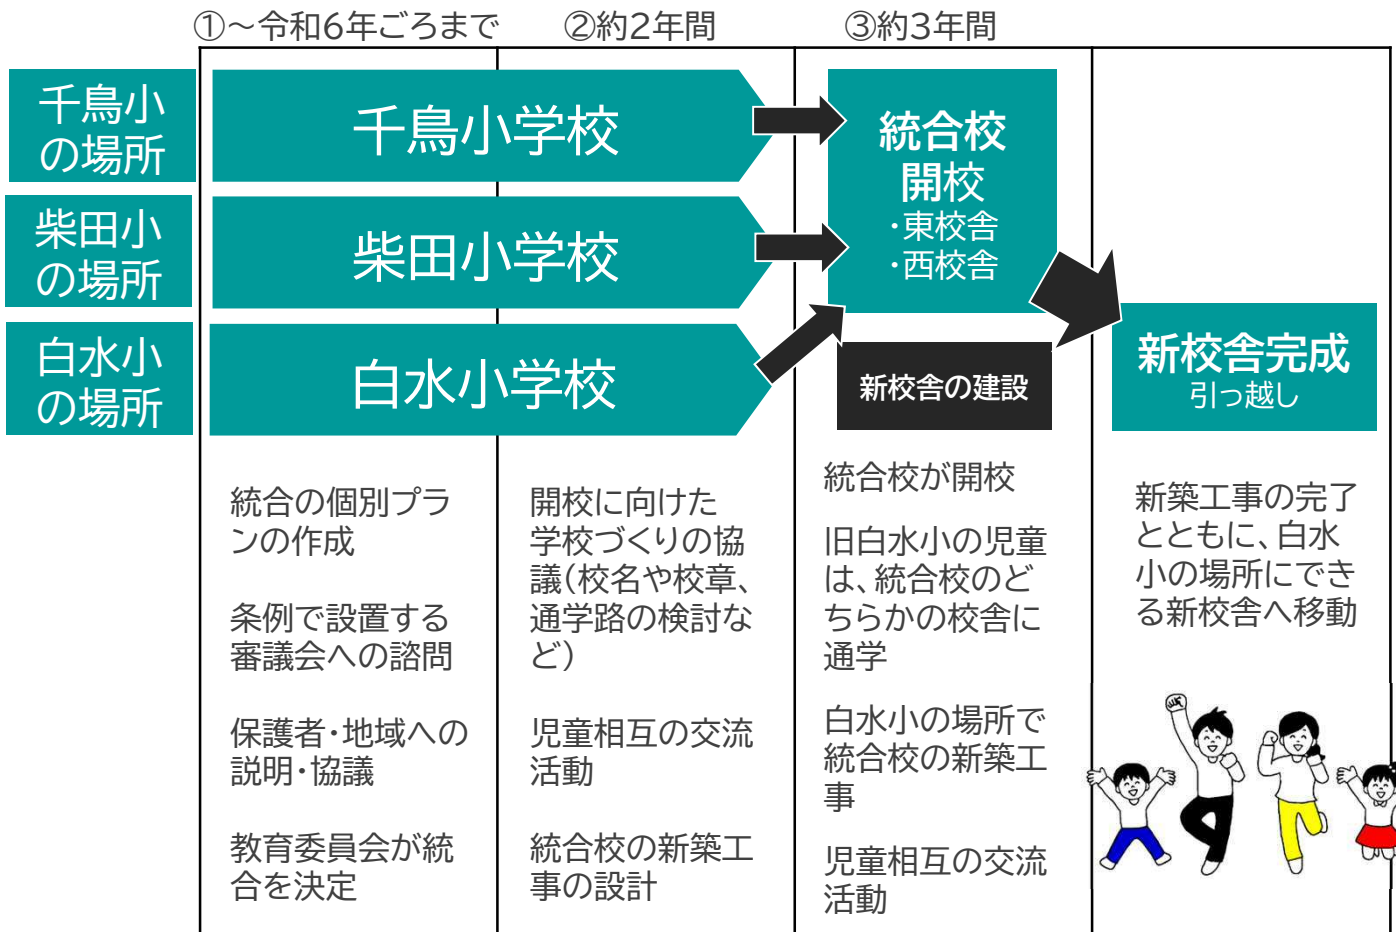 ①～令和6年ごろまで
②約2年間
③約3年間
千鳥小
の場所
千鳥小学校
柴田小
の場所
柴田小学校
白水小
の場所
白水小学校
統合校
開校
・東校舎
・西校舎
新校舎の建設
新校舎完成
引っ越し
統合の個別プラ
ンの作成
条例で設置する
審議会への諮問
保護者・地域への
説明・協議
教育委員会が統
合を決定
開校に向けた
学校づくりの協
議(校名や校章、
通学路の検討な
ど)
児童相互の交流
活動
統合校の新築工
事の設計
統合校が開校
旧白水小の児童
は、統合校のど
ちらかの校舎に
通学
白水小の場所で
統合校の新築工
事
児童相互の交流
活動
新築工事の完了
とともに、白水
小の場所にでき
る新校舎へ移動